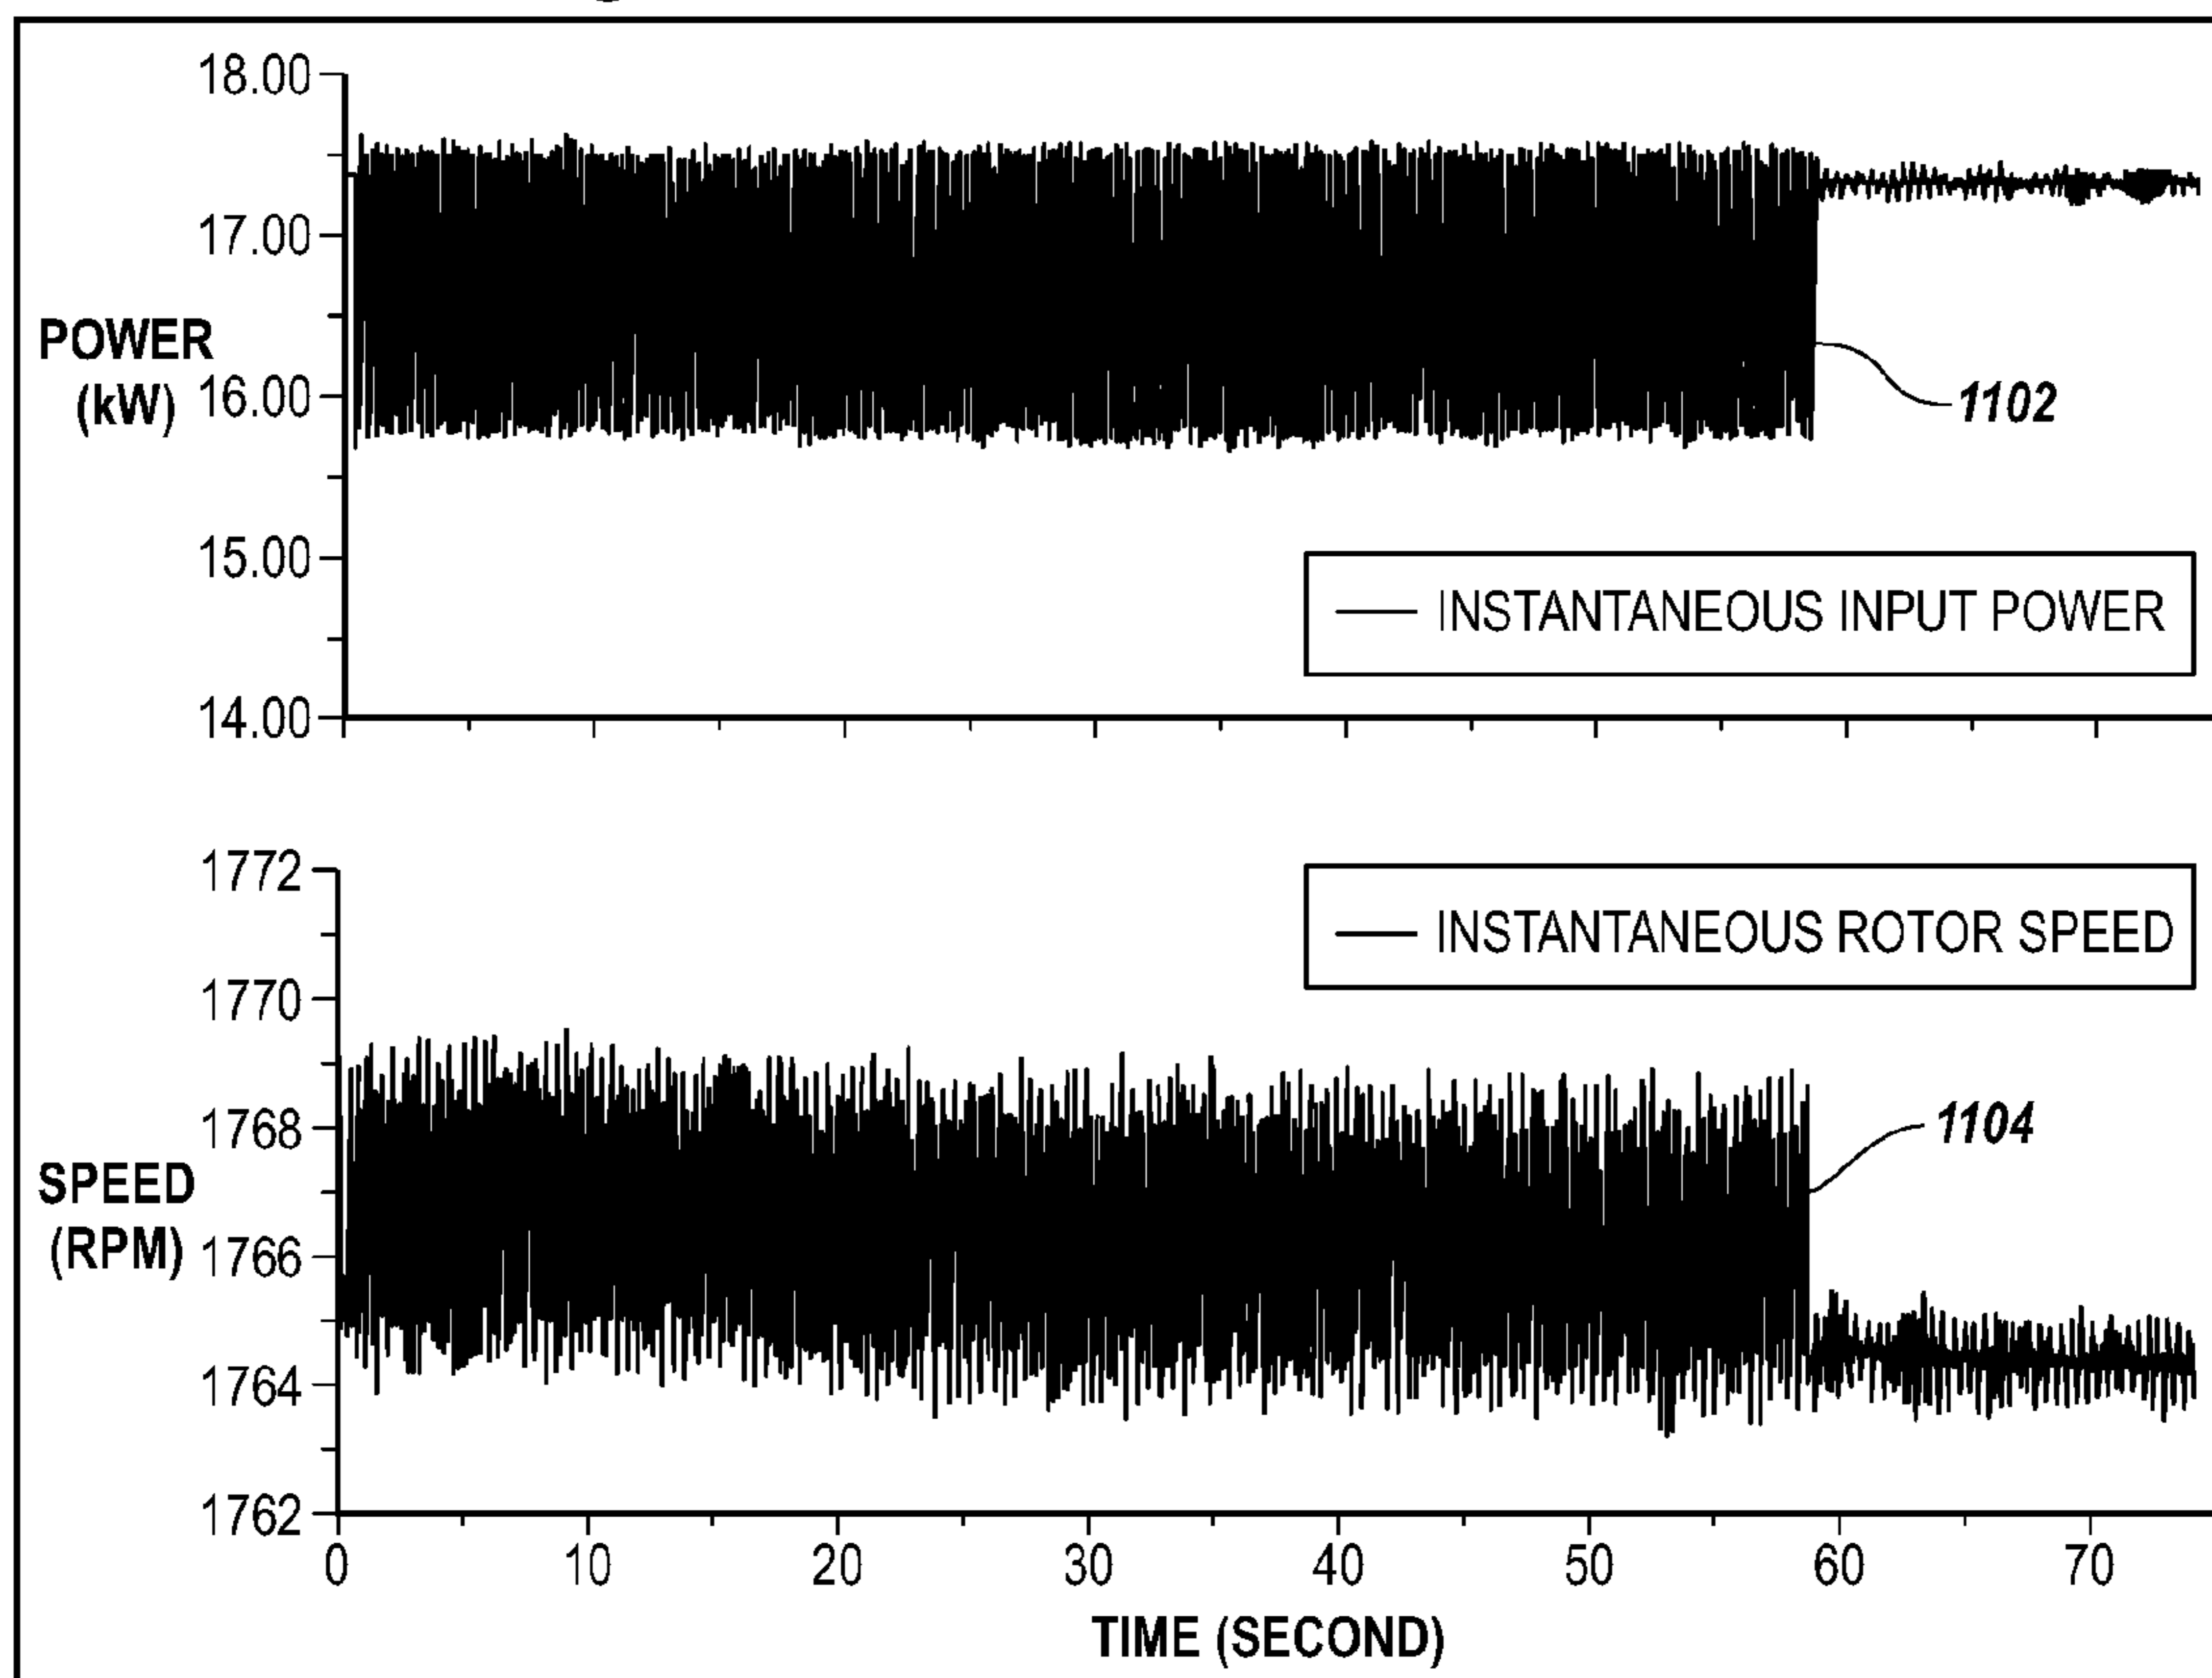 18.00
17.00
POWER
(kW)
16.00
1102
15.00
INSTANTANEOUS INPUT POWER
14.00
1772
INSTANTANEOUS ROTOR SPEED
1770
1768
1104
SPEED
(RPM)
1766
1764
1762
0 10 20 30 40 50 60 70
TIME (SECOND)